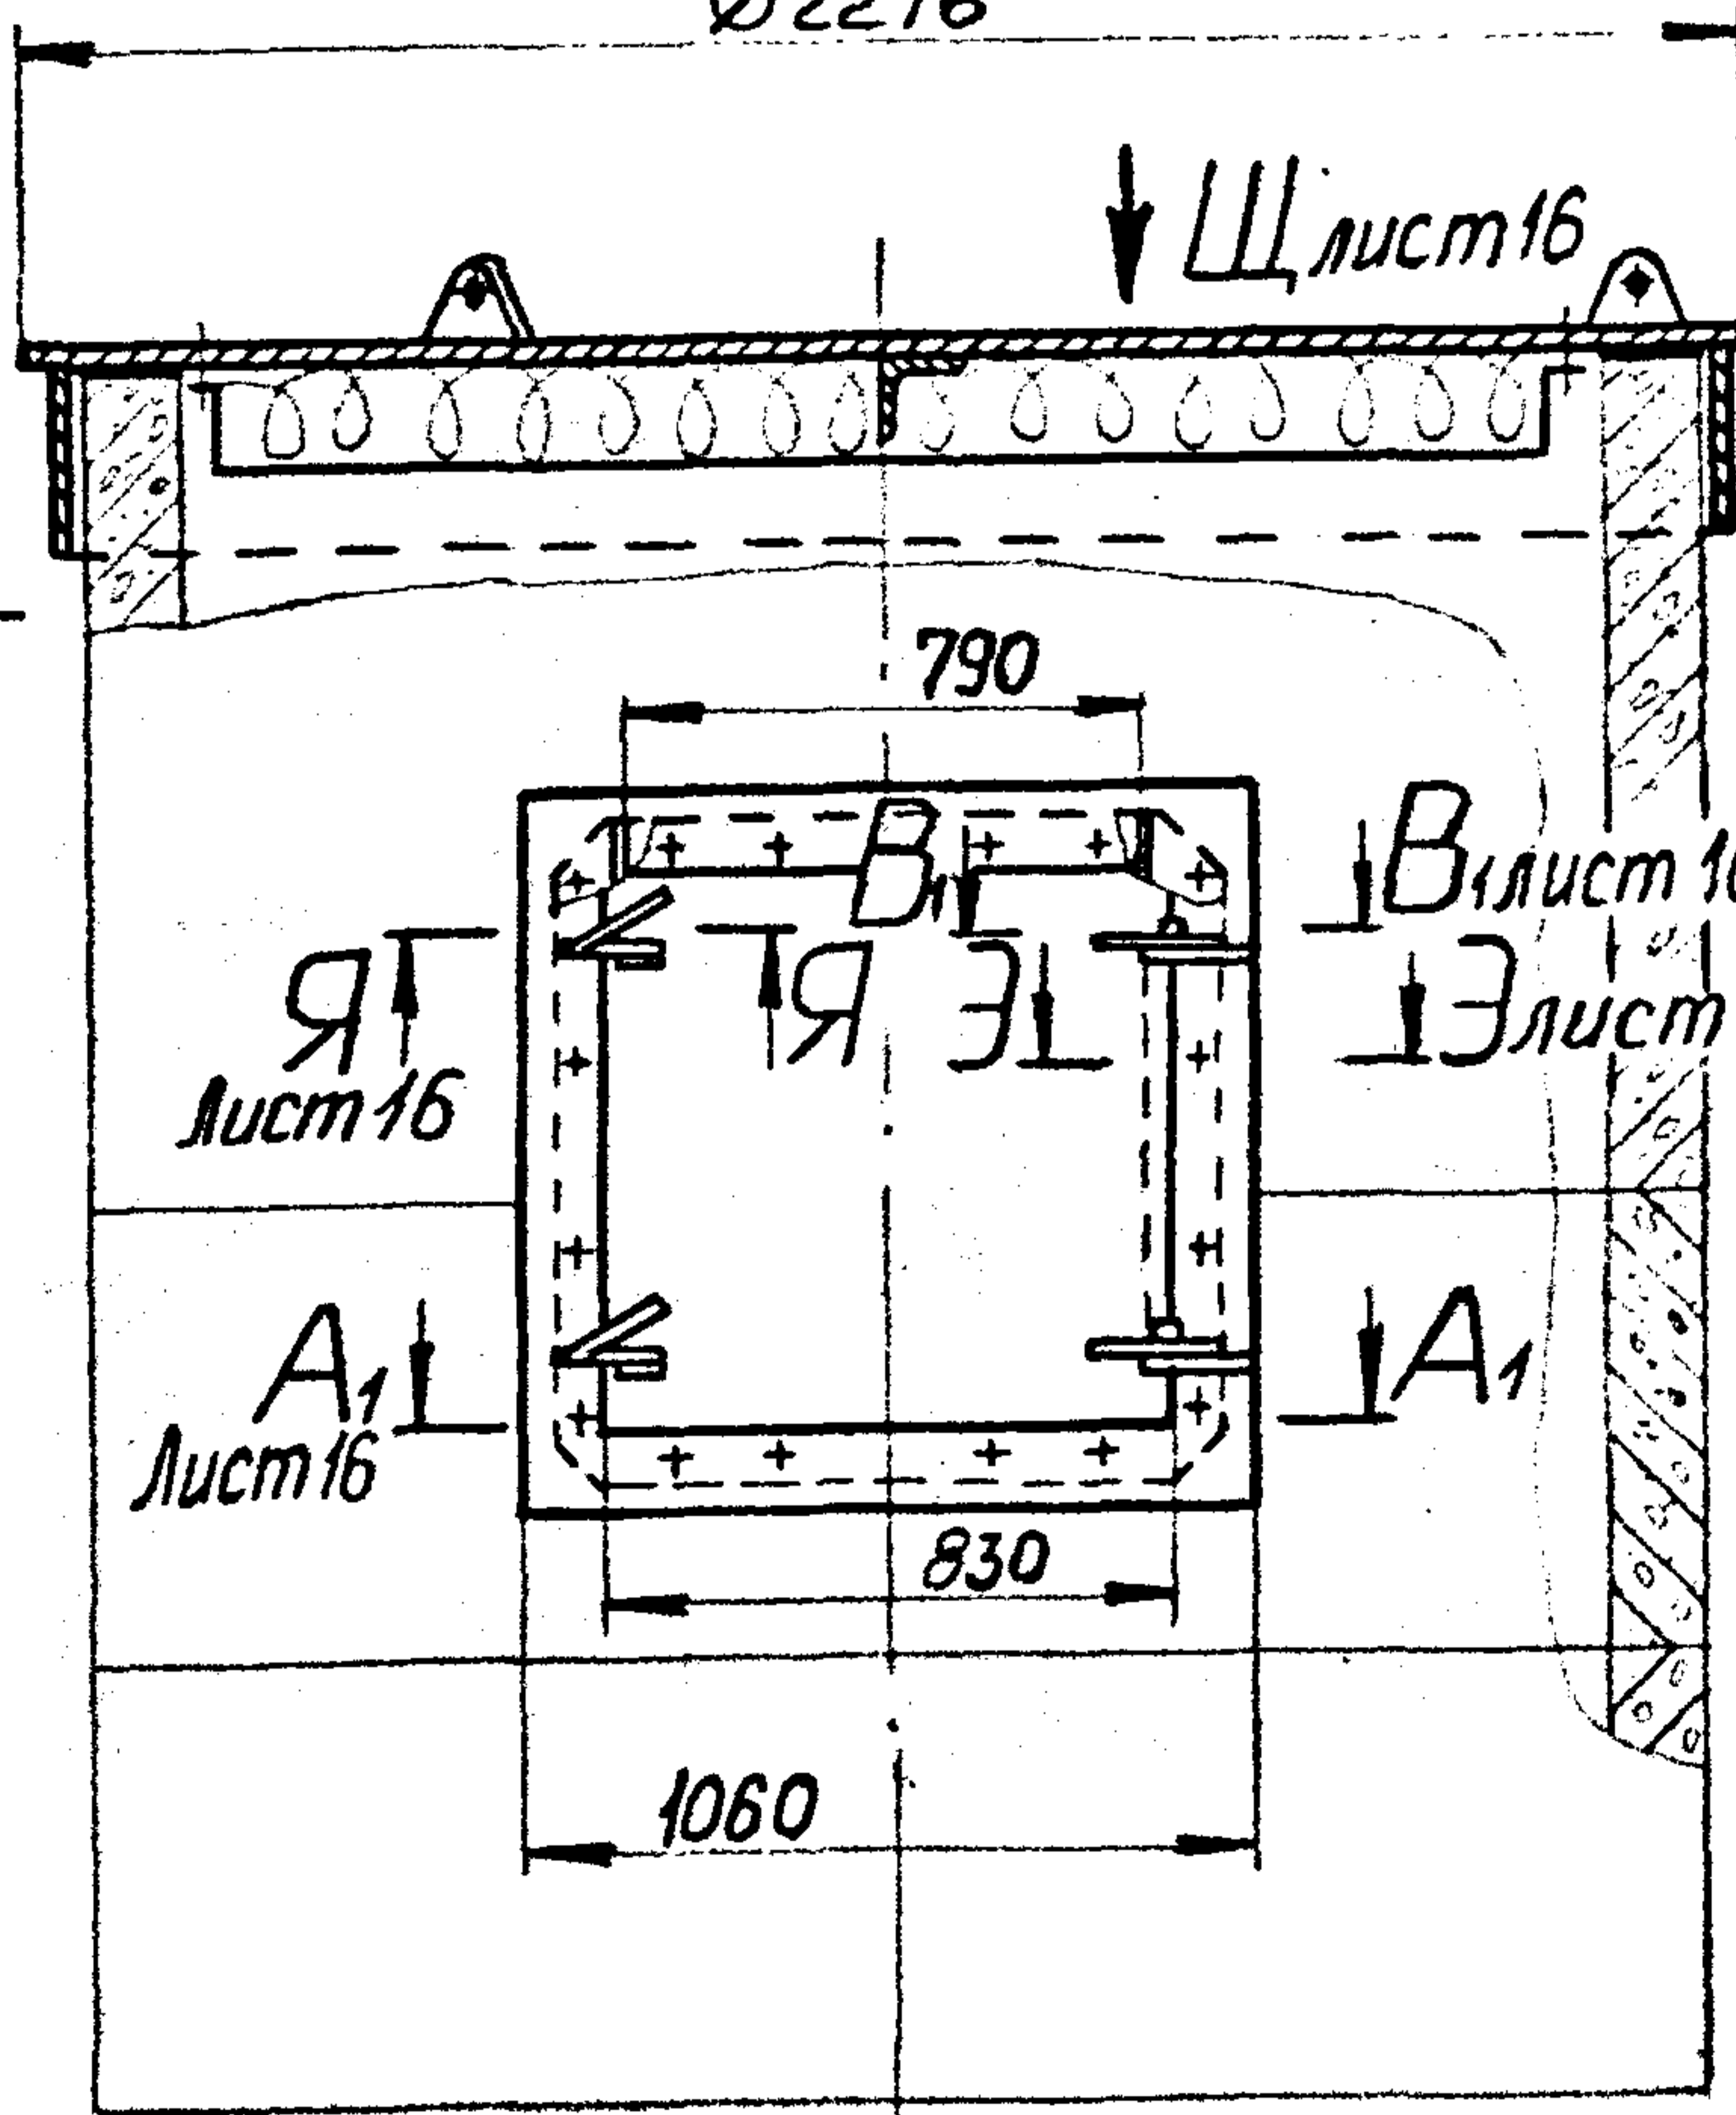 Щ лист 16
790
В₁
В₁ лист
Я
Я
Э
Э лист
Лист 16
А₁
А₁
Лист 16
830
1060